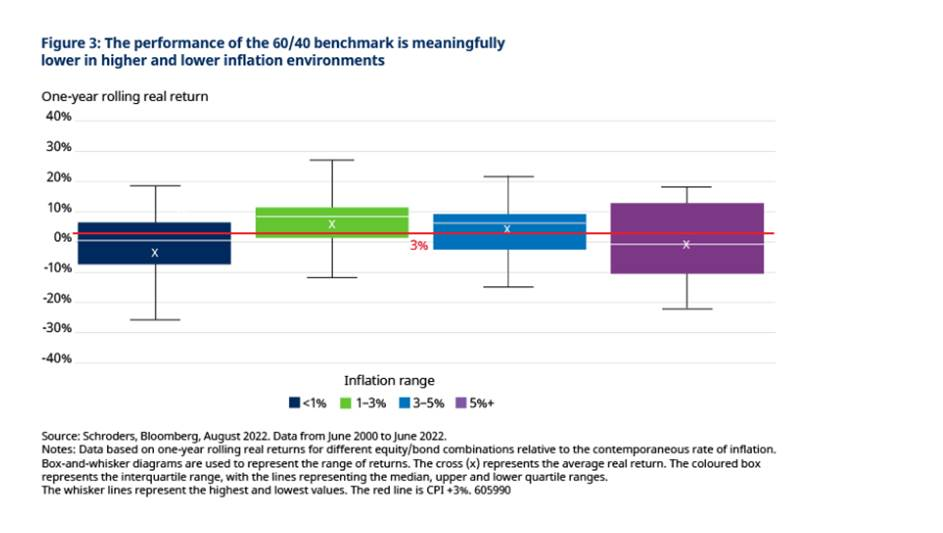 Figure 3: The performance of the 60/40 benchmark is meaningfully
lower in higher and lower inflation environments
One-year rolling real return
40%
30%
20%
10%
0%
-10%
-20%
-30%
-40%
X
X
X
X
3%
Inflation range
<1%
1–3%
3–5%
5%+
Source: Schroders, Bloomberg, August 2022. Data from June 2000 to June 2022.
Notes: Data based on one-year rolling real returns for different equity/bond combinations relative to the contemporaneous rate of inflation.
Box-and-whisker diagrams are used to represent the range of returns. The cross (x) represents the average real return. The coloured box
represents the interquartile range, with the lines representing the median, upper and lower quartile ranges.
The whisker lines represent the highest and lowest values. The red line is CPI +3%. 605990